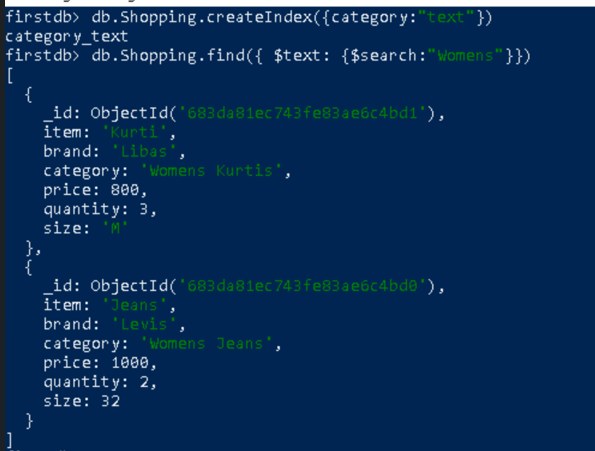 firstdb> db.Shopping.createIndex({category:"text"})
category_text
firstdb> db.Shopping.find({ $text: {$search:"Womens"}})
[
  {
    _id: ObjectId('683da81ec743fe83ae6c4bd1'),
    item: 'Kurti',
    brand: 'Libas',
    category: 'Womens Kurtis',
    price: 800,
    quantity: 3,
    size: 'M'
  },
  {
    _id: ObjectId('683da81ec743fe83ae6c4bd0'),
    item: 'Jeans',
    brand: 'Levis',
    category: 'Womens Jeans',
    price: 1000,
    quantity: 2,
    size: 32
  }
]